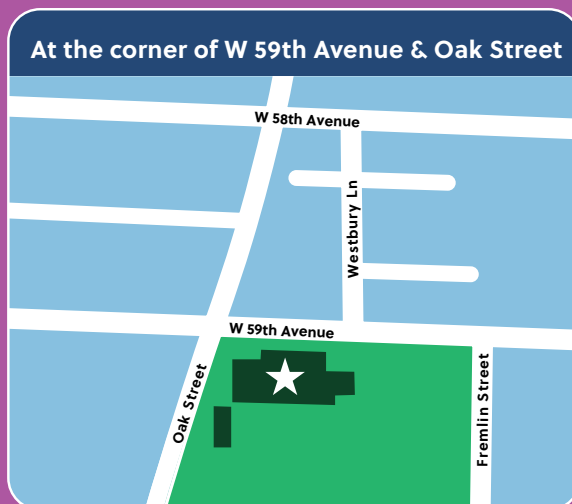 At the corner of W 59th Avenue & Oak Street
W 58th Avenue
Westbury Ln
W 59th Avenue
Oak Street
Fremlin Street